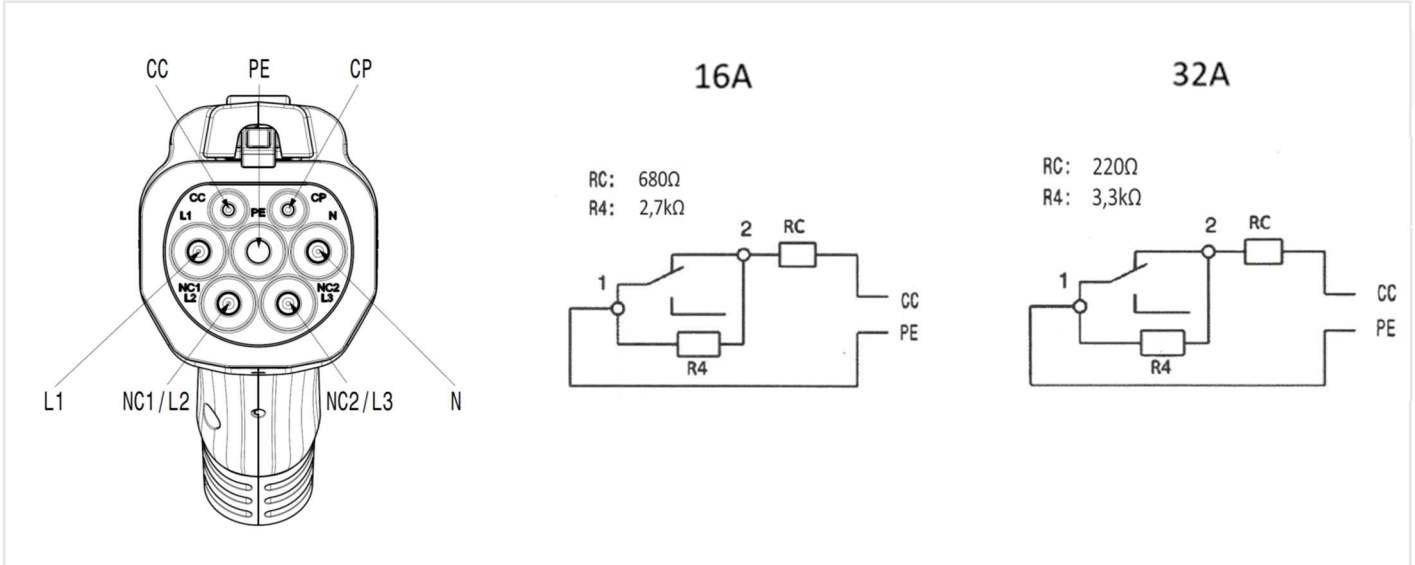 CC PE CP
CC CP
L1 PE N
NC1 NC2
L2 L3
L1 NC1/L2 NC2/L3 N
16A
RC: 680Ω
R4: 2,7kΩ
2 RC
1
CC
PE
R4
32A
RC: 220Ω
R4: 3,3kΩ
2 RC
1
CC
PE
R4